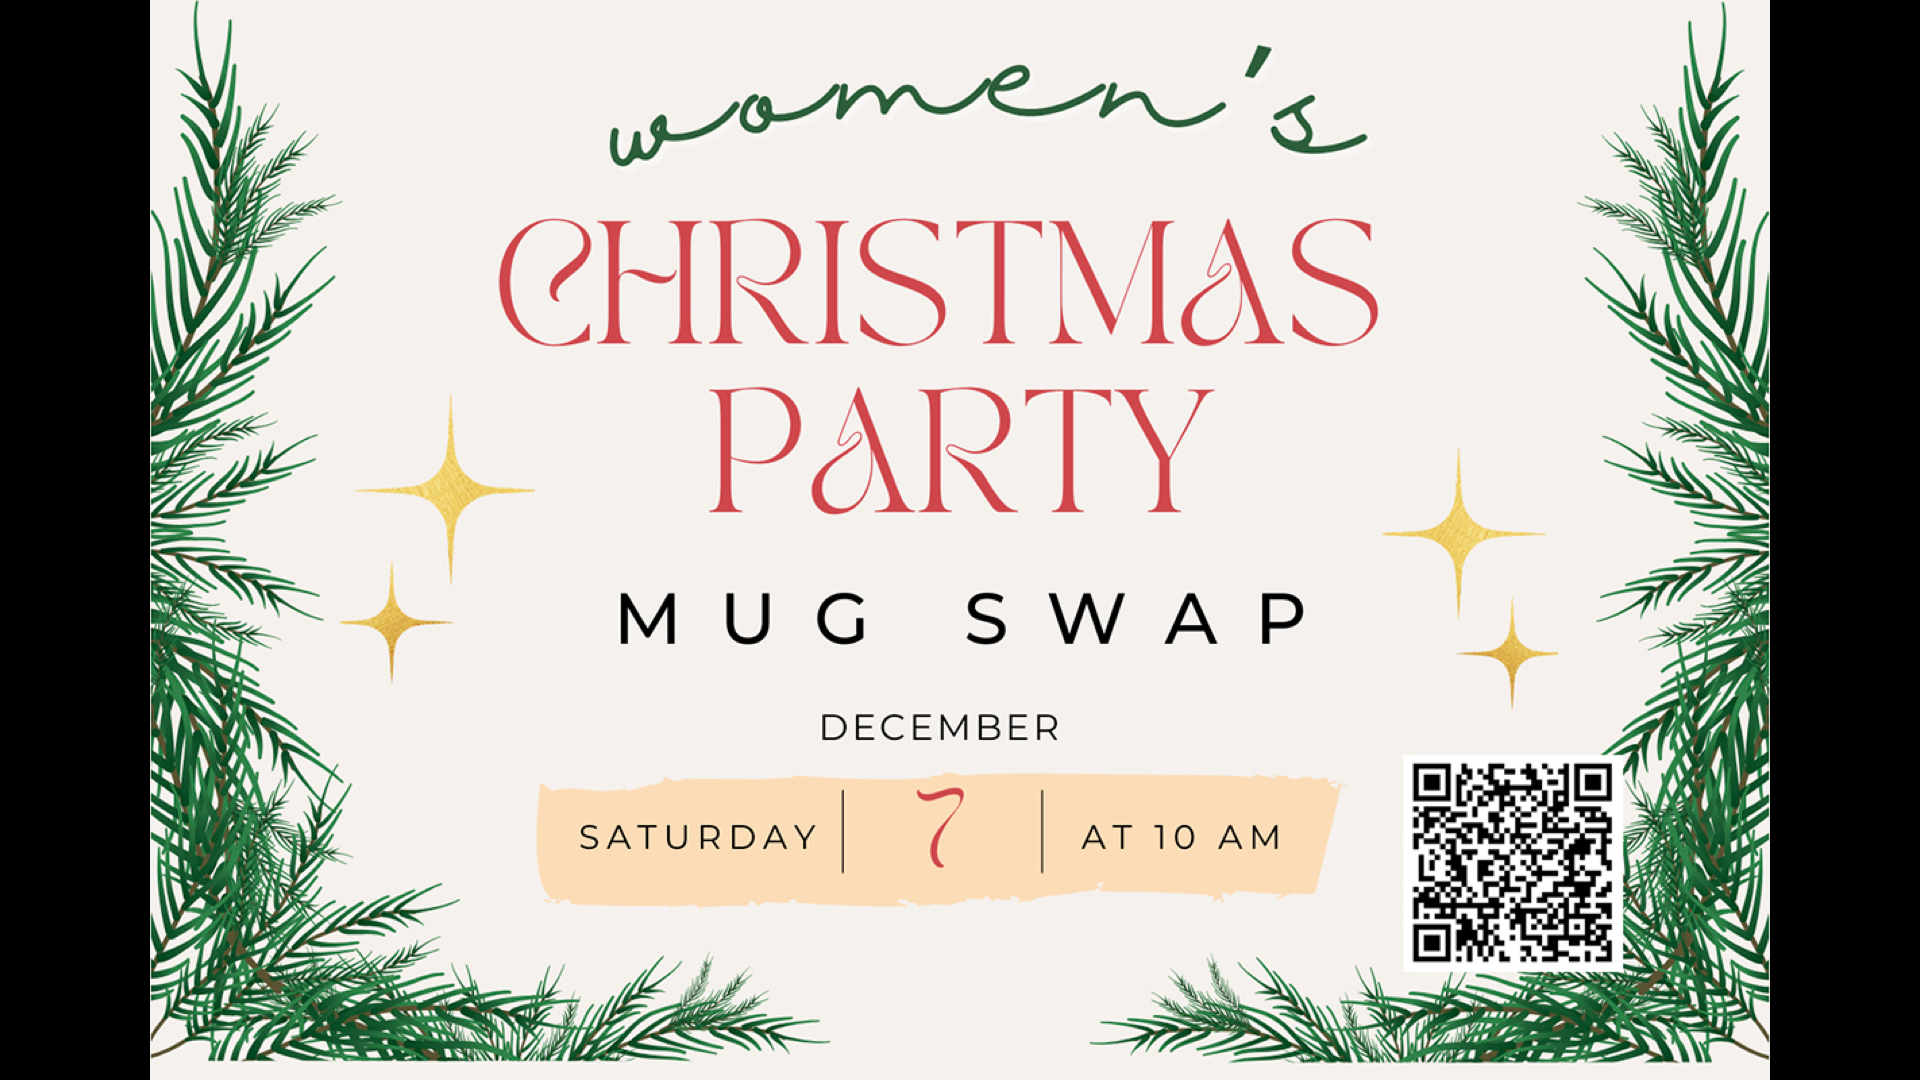 women's
CHRISTMAS
PARTY
MUG SWAP
DECEMBER
SATURDAY 7 AT 10 AM